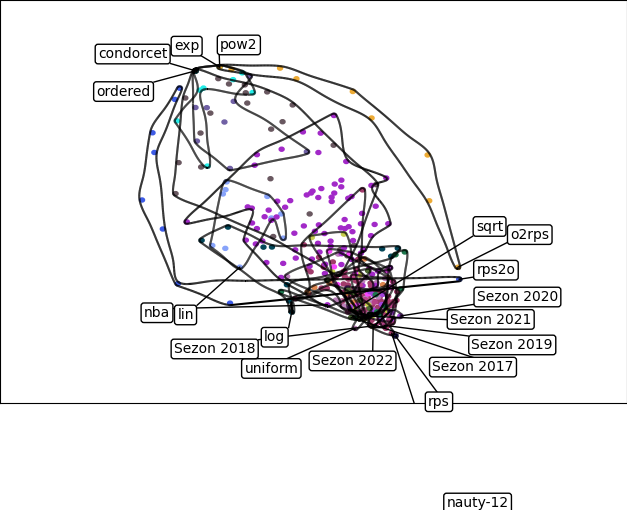 condorcet
exp
pow2
ordered
sqrt
o2rps
rps2o
Sezon 2020
nba
lin
Sezon 2021
log
Sezon 2018
Sezon 2019
Sezon 2022
uniform
Sezon 2017
rps
nauty-12